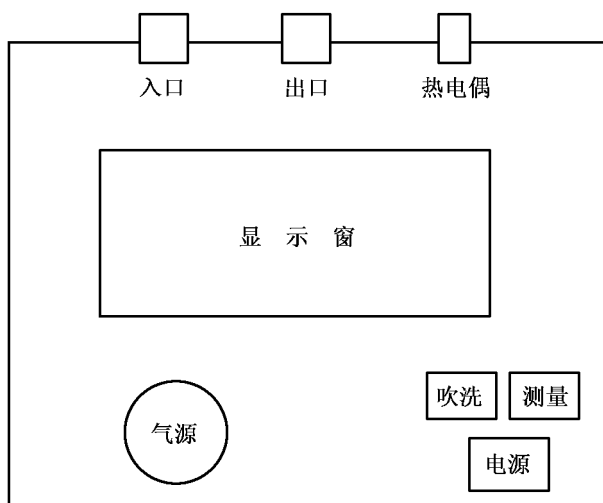 入口 出口 热电偶
显 示 窗
吹洗 测量
气源
电源